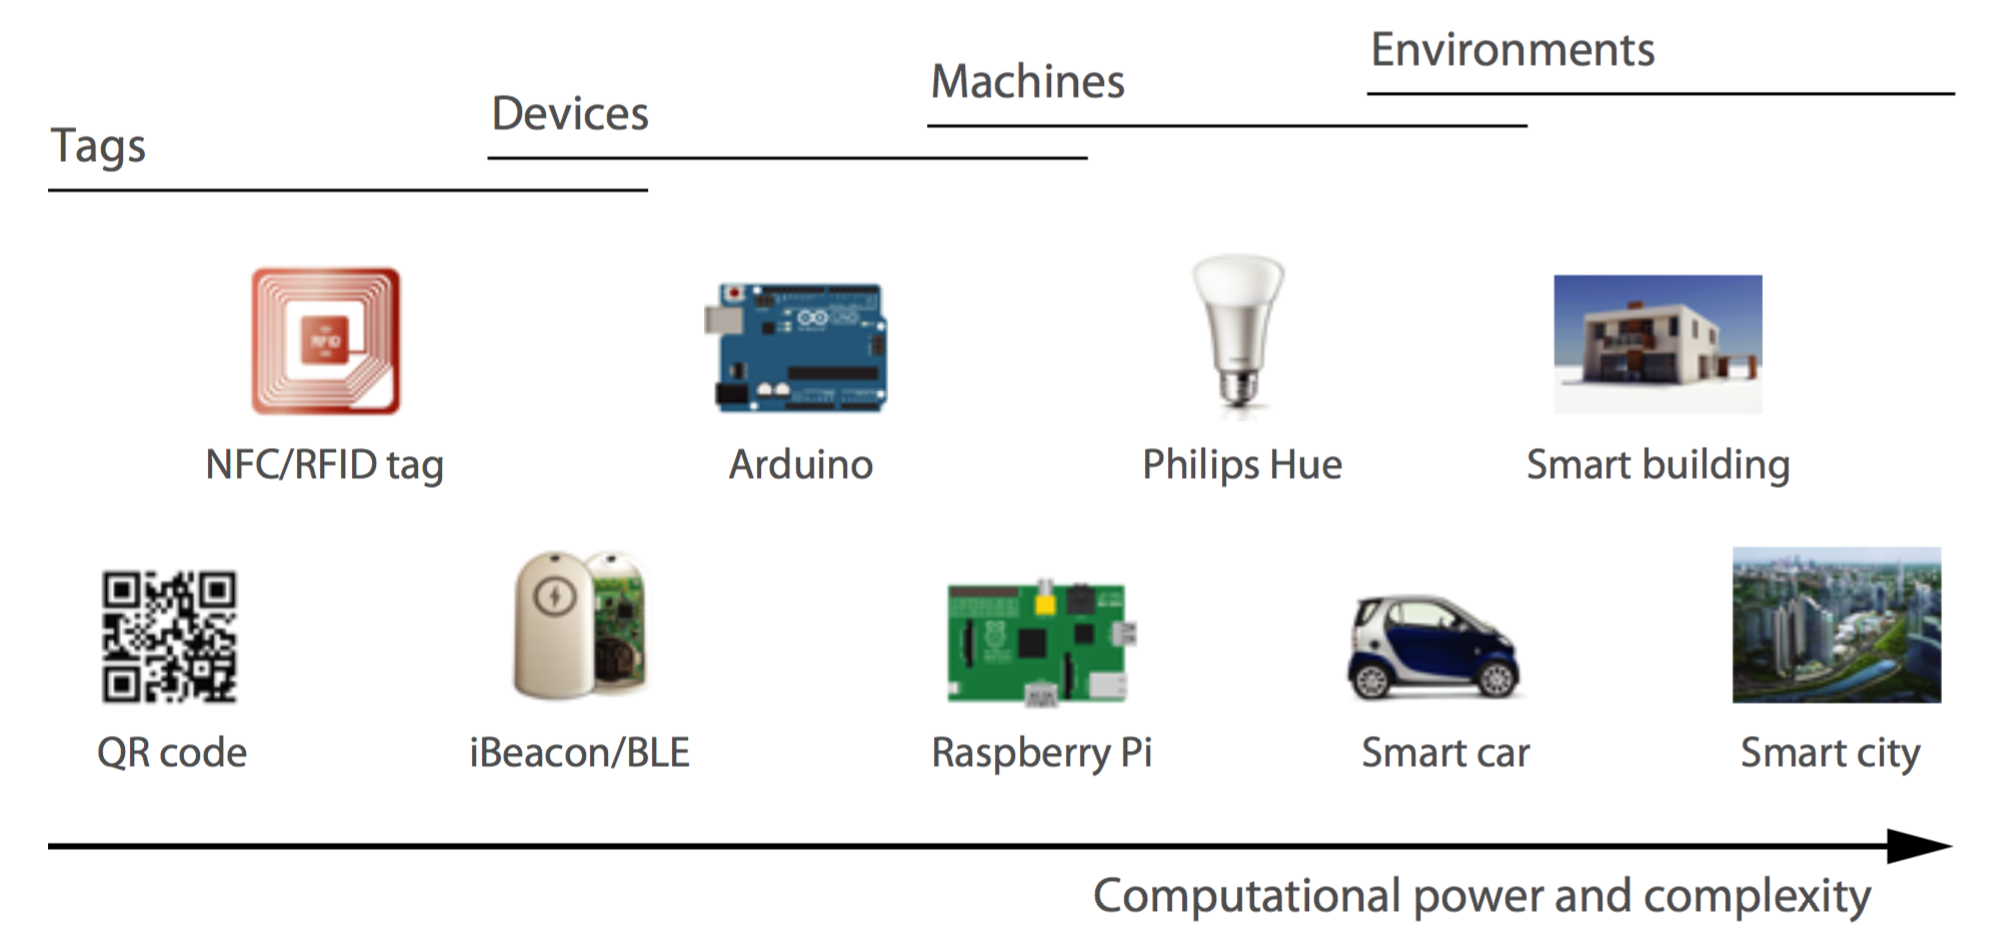 Environments
Machines
Devices
Tags
RFID
NFC/RFID tag
Arduino
Philips Hue
Smart building
QR code
iBeacon/BLE
Raspberry Pi
Smart car
Smart city
Computational power and complexity